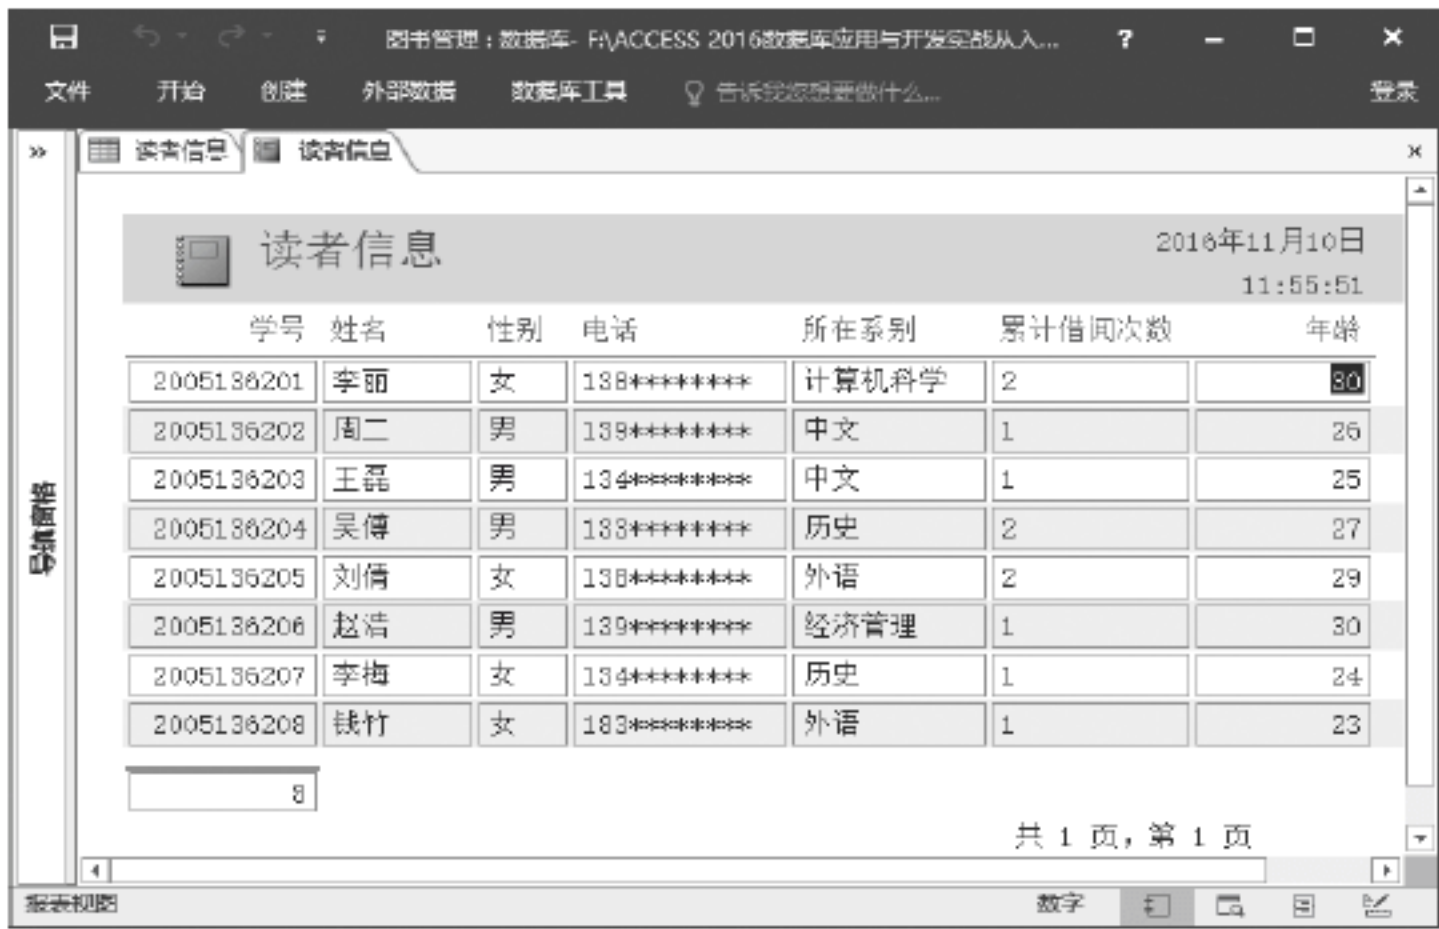 图书管理：数据库- F:\ACCESS 2016数据库应用与开发实战从入... ?
文件 开始 创建 外部数据 数据库工具 告诉我您想要做什么... 登录
读者信息 读者信息
读者信息 2016年11月10日
11:55:51
学号 姓名 性别 电话 所在系别 累计借阅次数 年龄
2005136201 李丽 女 138******** 计算机科学 2 30
2005136202 周二 男 139******** 中文 1 26
2005136203 王磊 男 134******** 中文 1 25
2005136204 吴傅 男 133******** 历史 2 27
2005136205 刘倩 女 138******** 外语 2 29
2005136206 赵浩 男 139******** 经济管理 1 30
2005136207 李梅 女 134******** 历史 1 24
2005136208 钱竹 女 183******** 外语 1 23
8
共 1 页，第 1 页
导航窗格
报表视图 数字